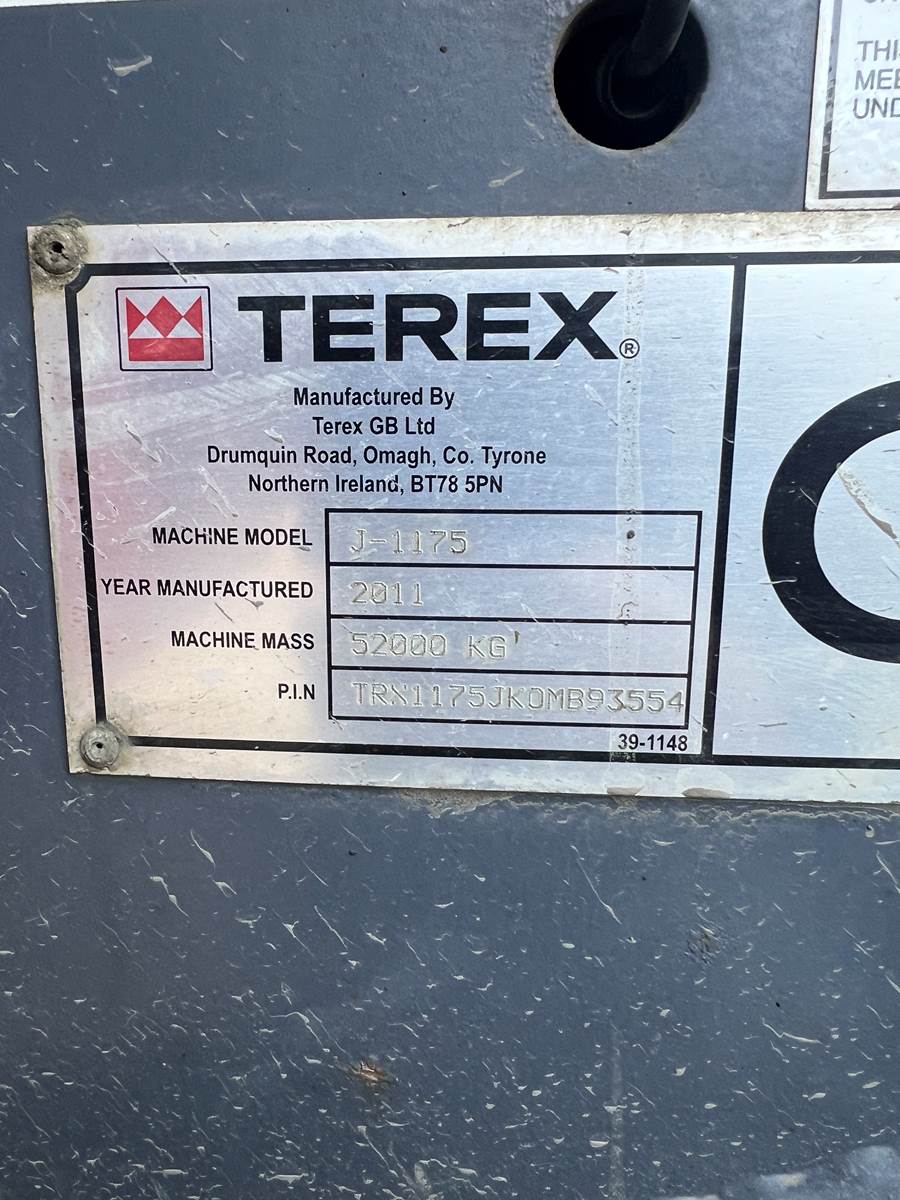 THI
MEE
UND
TEREX®
Manufactured By
Terex GB Ltd
Drumquin Road, Omagh, Co. Tyrone
Northern Ireland, BT78 5PN
MACHINE MODEL J-1175
YEAR MANUFACTURED 2011
MACHINE MASS 52000 KG
P.I.N TRX1175JKOMB93554
39-1148